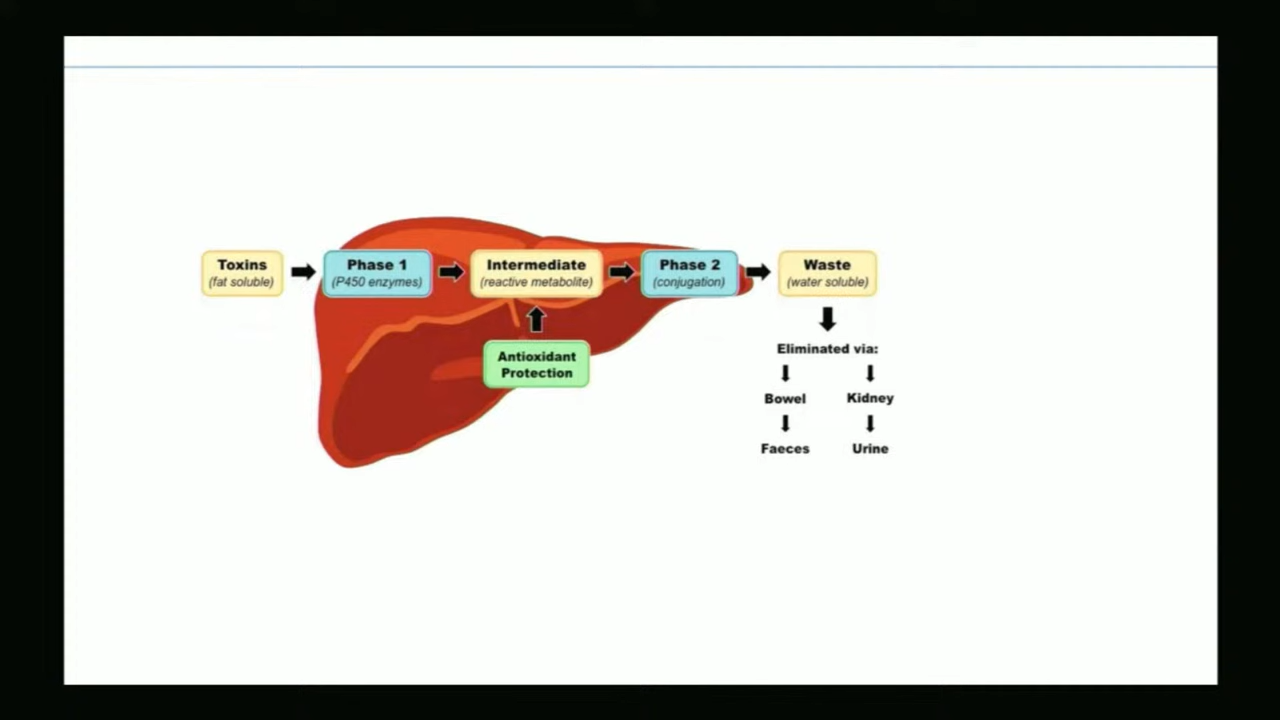 Toxins
(fat soluble)
Phase 1
(P450 enzymes)
Intermediate
(reactive metabolite)
Phase 2
(conjugation)
Waste
(water soluble)
Antioxidant
Protection
Eliminated via:
Bowel
Kidney
Faeces
Urine